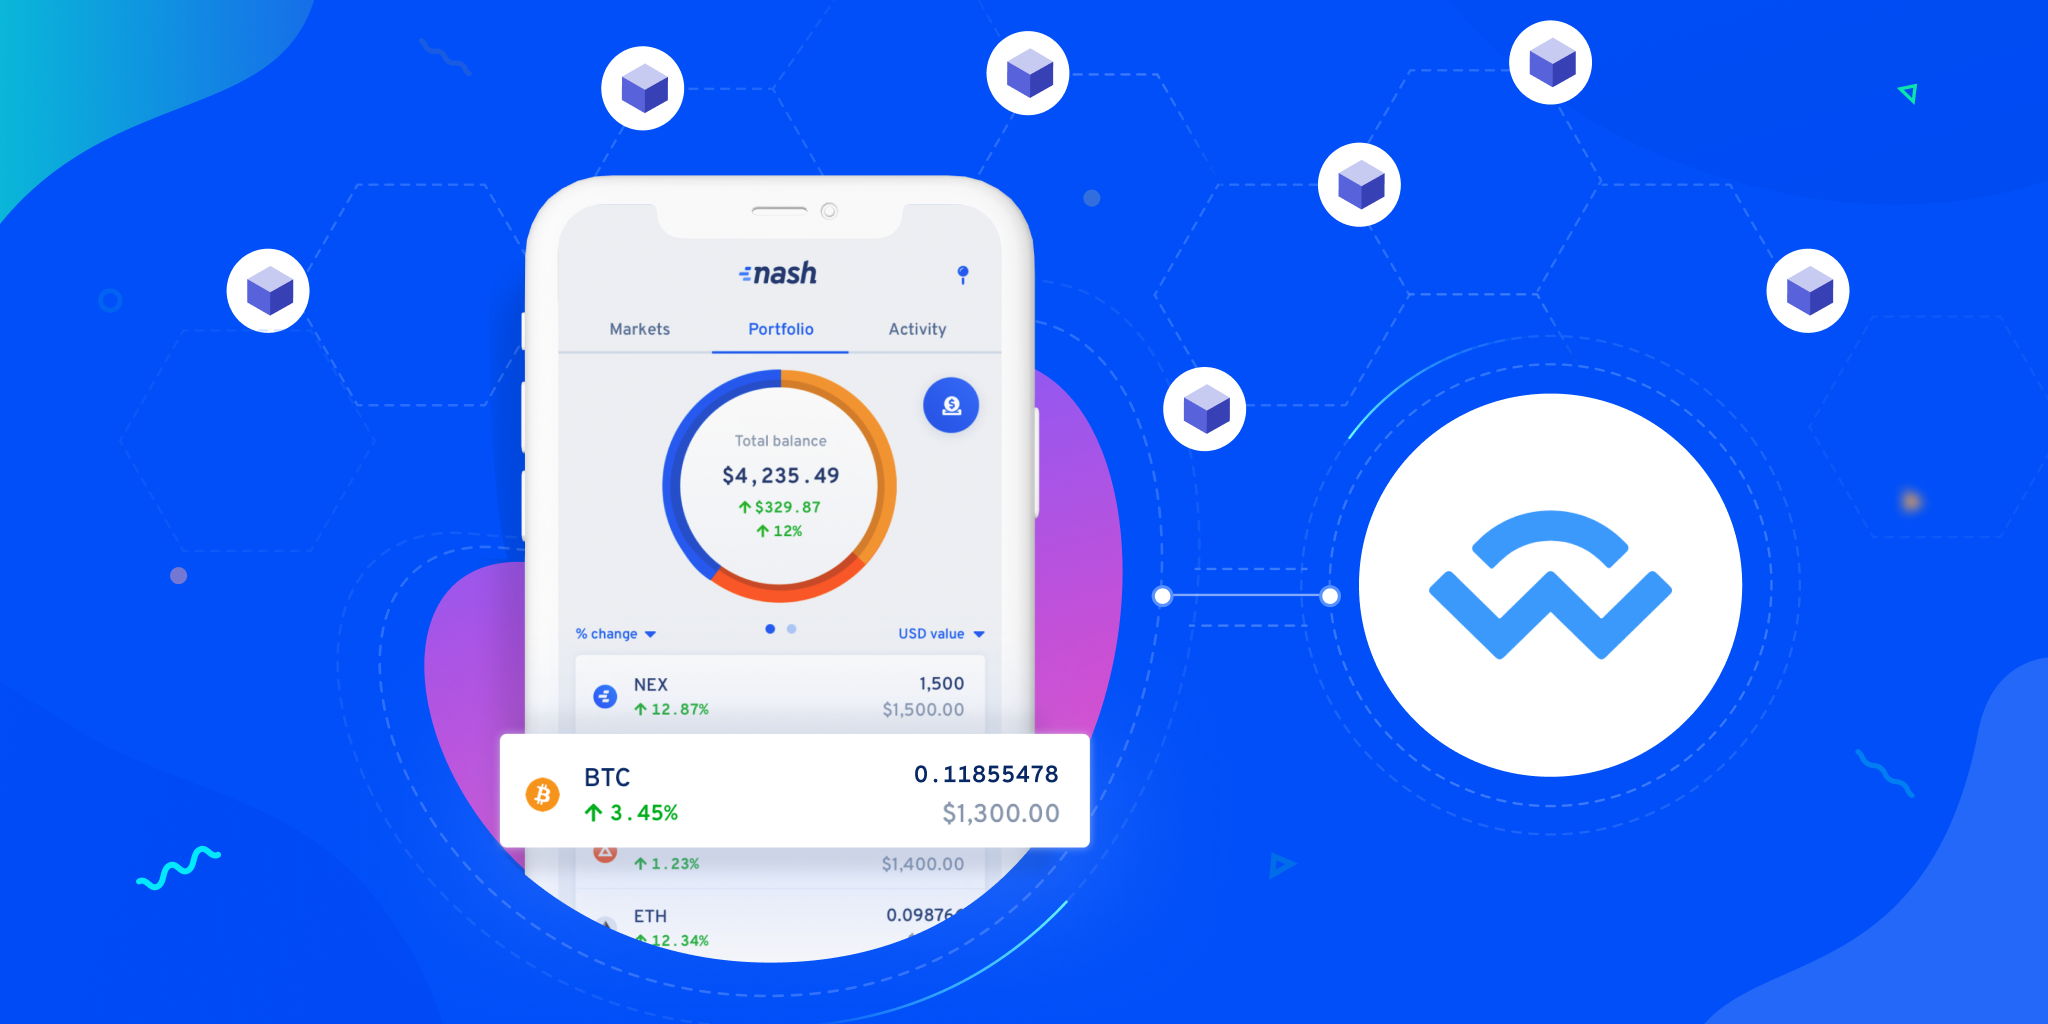 nash
Markets Portfolio Activity
Total balance
$4,235.49
↑ $329.87
↑ 12%
% change USD value
NEX 1,500
↑ 12.87% $1,500.00
BTC 0.11855478
↑ 3.45% $1,300.00
↑ 1.23% $1,400.00
ETH 0.09876
↑ 12.34%